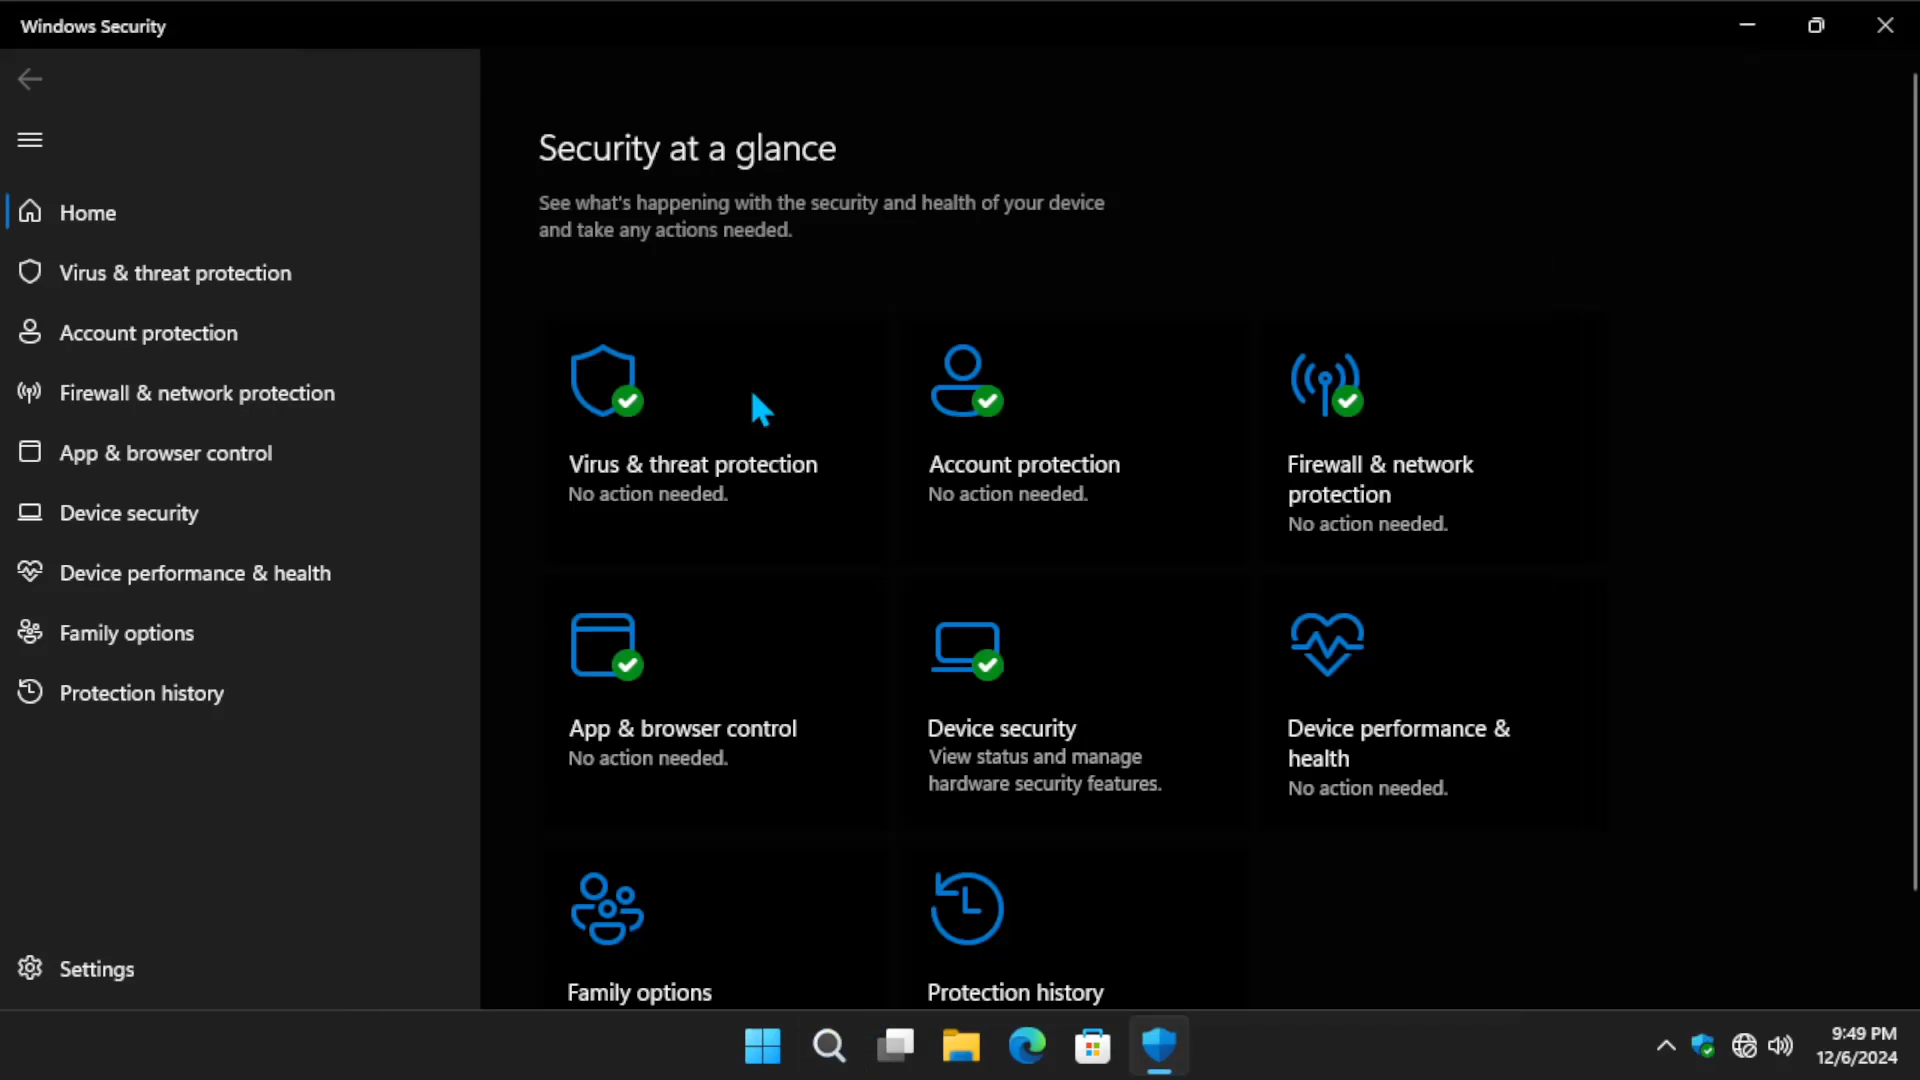 Windows Security
Home
Virus & threat protection
Account protection
Firewall & network protection
App & browser control
Device security
Device performance & health
Family options
Protection history
Settings
Security at a glance
See what's happening with the security and health of your device
and take any actions needed.
Virus & threat protection
No action needed.
Account protection
No action needed.
Firewall & network
protection
No action needed.
App & browser control
No action needed.
Device security
View status and manage
hardware security features.
Device performance &
health
No action needed.
Family options
Protection history
9:49 PM
12/6/2024